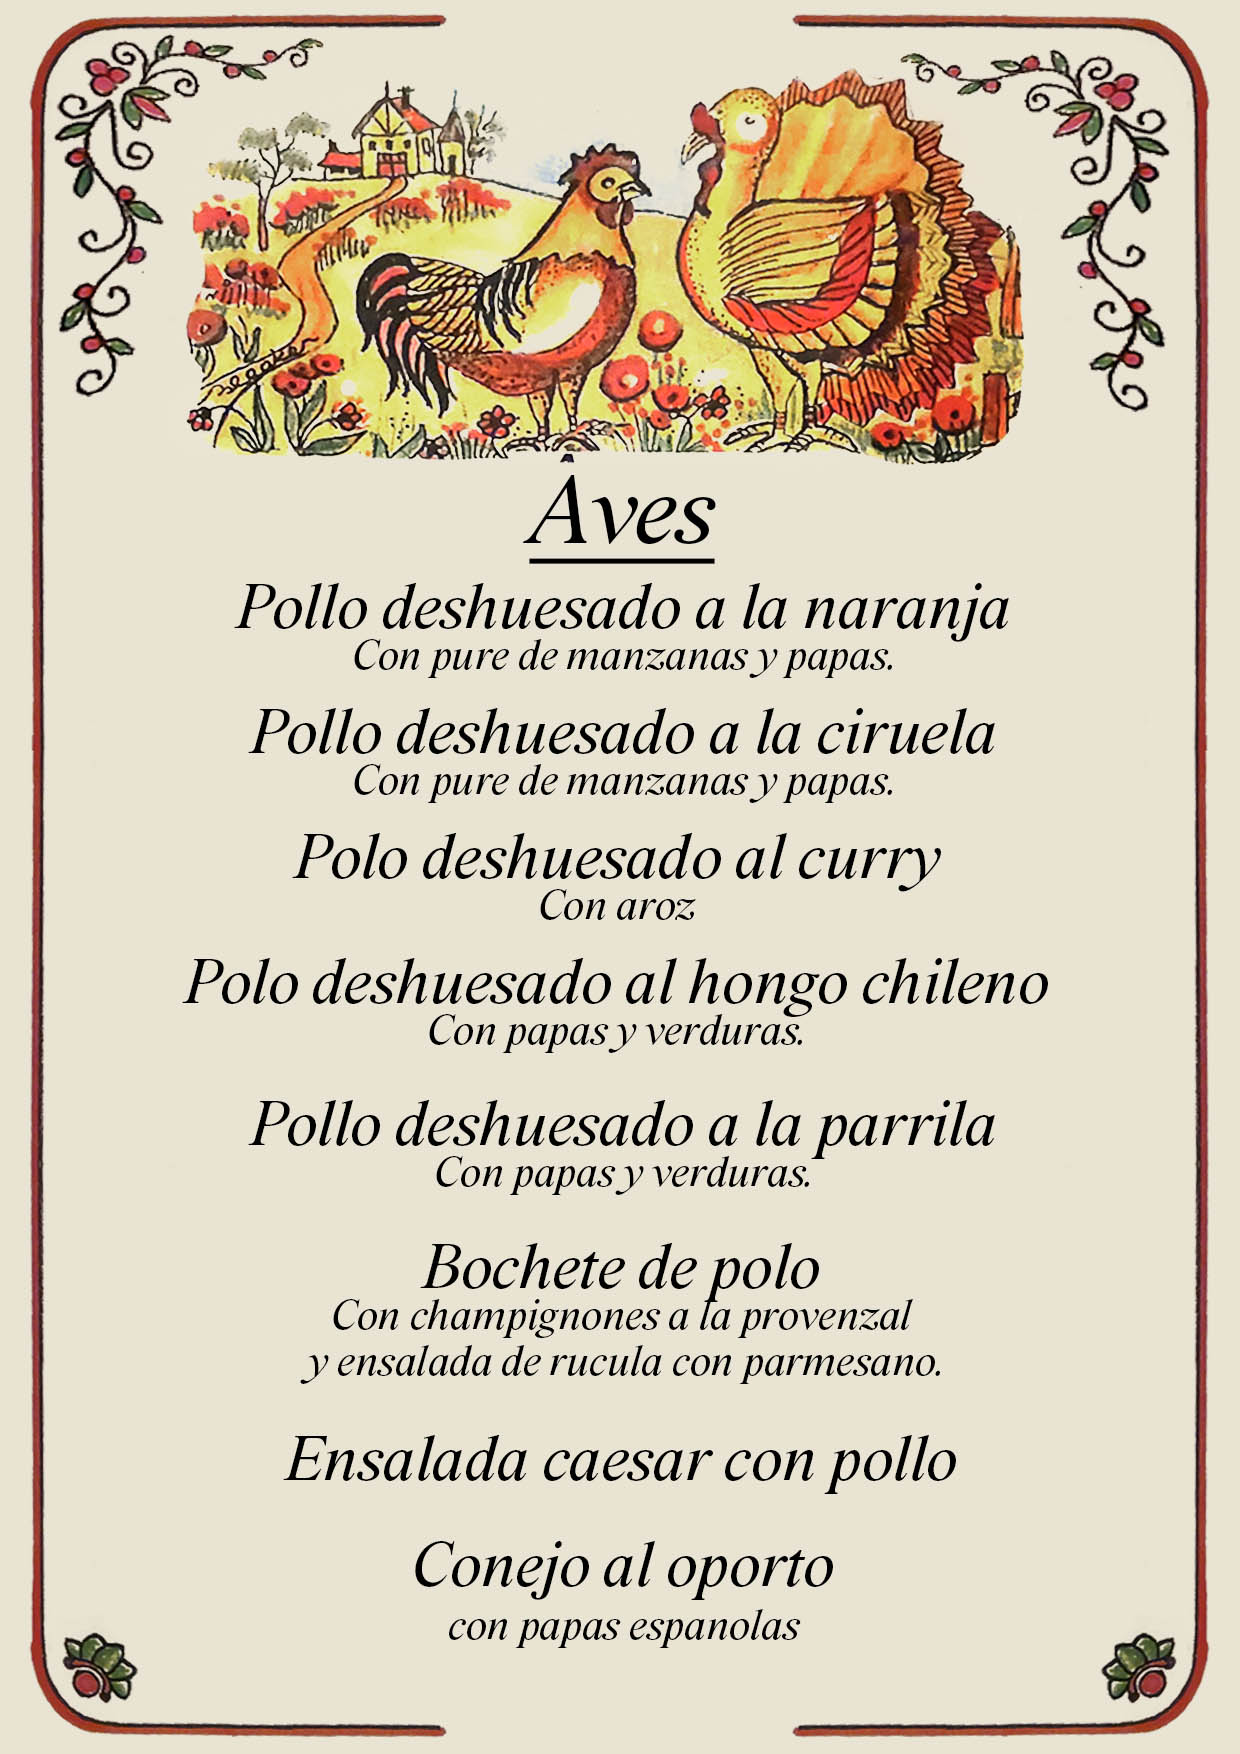 Aves
Pollo deshuesado a la naranja
Con pure de manzanas y papas.
Pollo deshuesado a la ciruela
Con pure de manzanas y papas.
Polo deshuesado al curry
Con aroz
Polo deshuesado al hongo chileno
Con papas y verduras.
Pollo deshuesado a la parrila
Con papas y verduras.
Bochete de polo
Con champignones a la provenzal
y ensalada de rucula con parmesano.
Ensalada caesar con pollo
Conejo al oporto
con papas espanolas